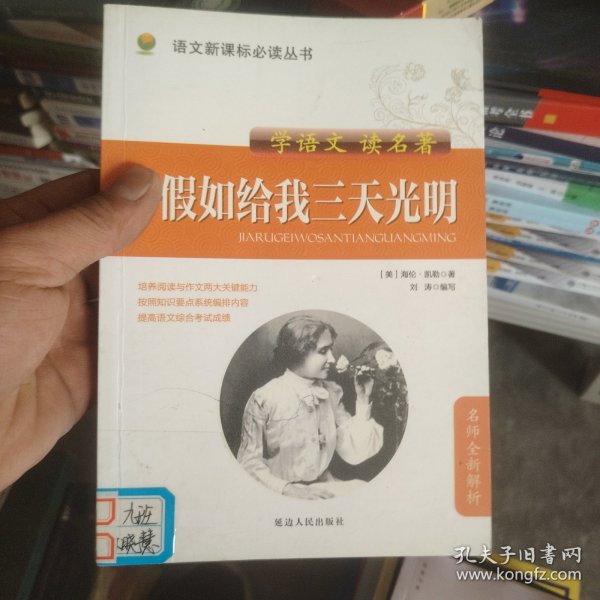 语文新课标必读丛书
学语文 读名著
假如给我三天光明
JIARUGEIWOSANTIANGUANGMING
[美]海伦·凯勒◎著
刘 涛◎编写
培养阅读与作文两大关键能力
按照知识要点系统编排内容
提高语文综合考试成绩
名师全新解析
延边人民出版社
晓慧
孔夫子旧书网
www.kongfz.com